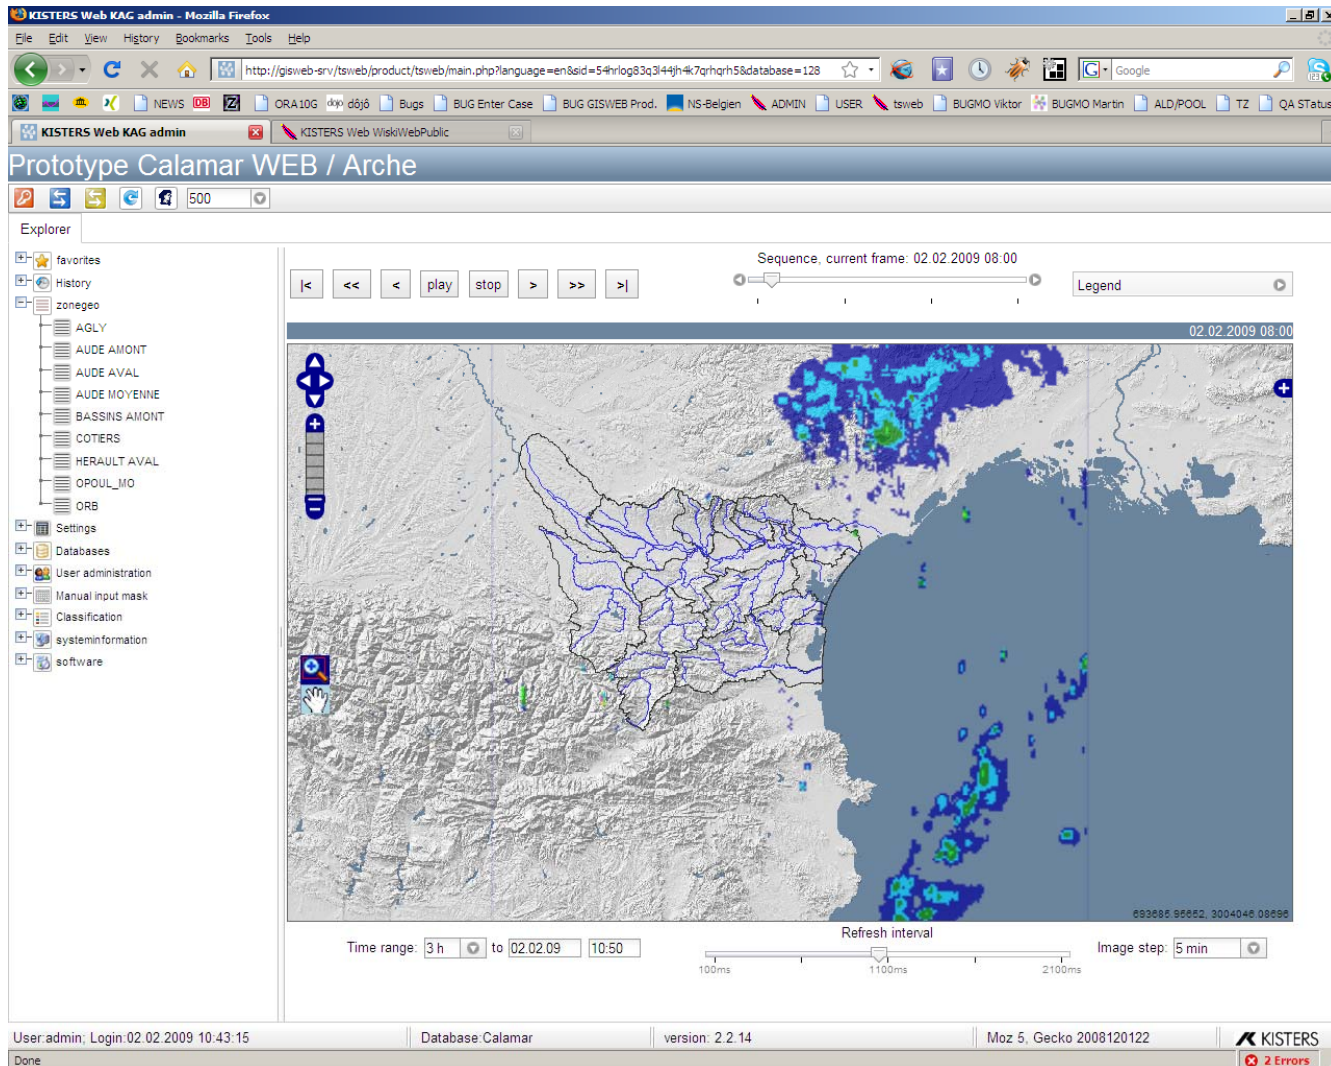 KISTERS Web KAG admin - Mozilla Firefox
File Edit View History Bookmarks Tools Help
http://gisweb-srv/tsweb/product/tsweb/main.php?language=en&sid=54hrlog83q3l44jh4k7qrhqrh5&database=128
G Google
NEWS DB Z ORA10G dojo dôjô Bugs BUG Enter Case BUG GISWEB Prod. NS-Belgien ADMIN USER tsweb BUGMO Viktor BUGMO Martin ALD/POOL TZ QA STatus
KISTERS Web KAG admin KISTERS Web WiskiWebPublic
Prototype Calamar WEB / Arche
500
Explorer
favorites
History
zonegeo
AGLY
AUDE AMONT
AUDE AVAL
AUDE MOYENNE
BASSINS AMONT
COTIERS
HERAULT AVAL
OPOUL_MO
ORB
Settings
Databases
User administration
Manual input mask
Classification
systeminformation
software
|< << < play stop > >> >|
Sequence, current frame: 02.02.2009 08:00
Legend
02.02.2009 08:00
693685.95652, 3004046.08696
Time range: 3 h to 02.02.09 10:50
Refresh interval
100ms 1100ms 2100ms
Image step: 5 min
User:admin; Login:02.02.2009 10:43:15 Database:Calamar version: 2.2.14 Moz 5, Gecko 2008120122 KISTERS
Done 2 Errors